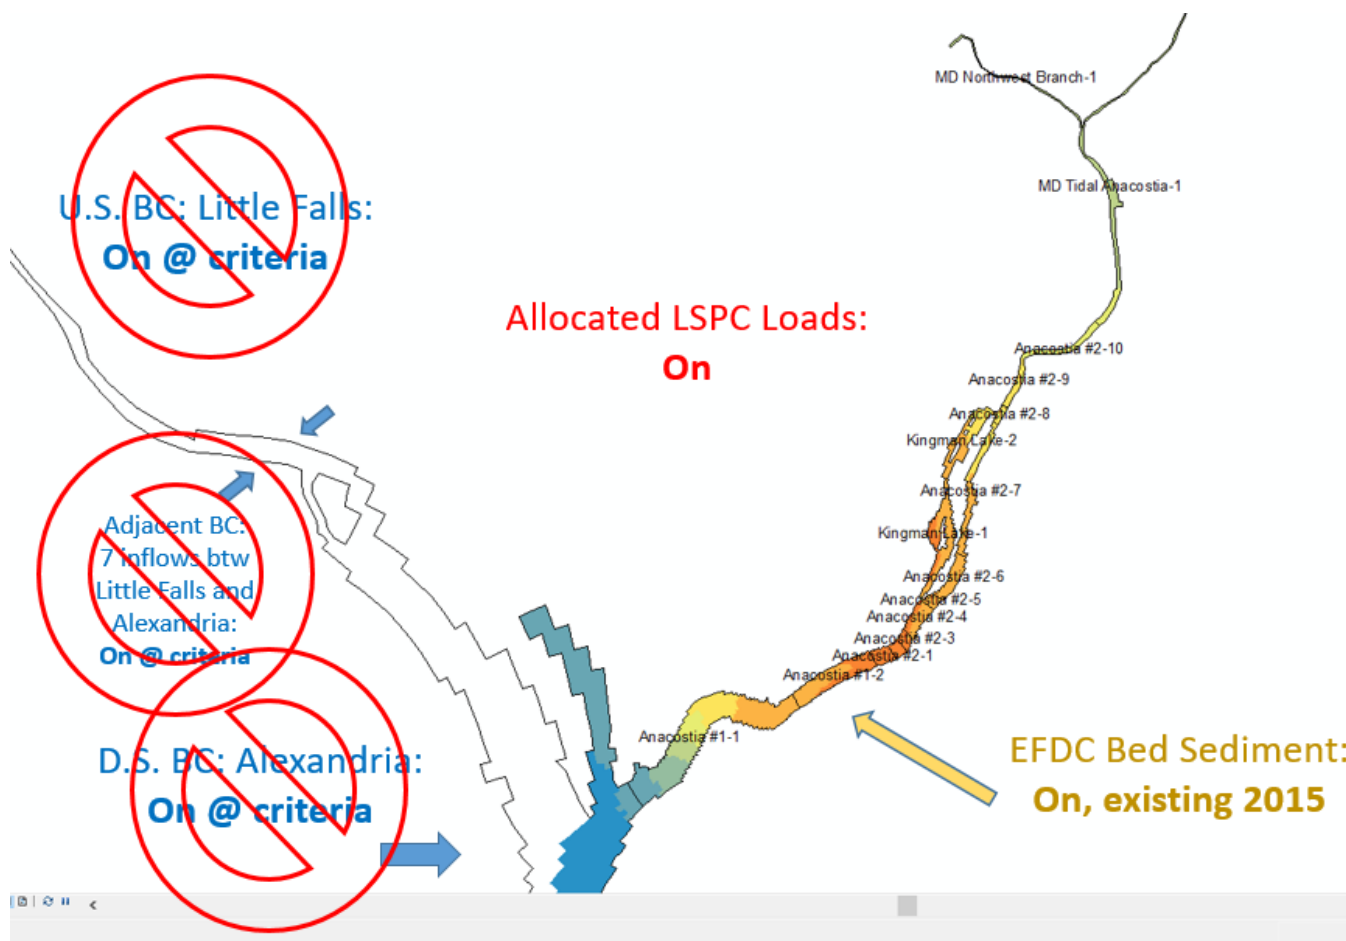 MD Northwest Branch-1
MD Tidal Anacostia-1
U.S. BC: Little Falls:
On @ criteria
Allocated LSPC Loads:
On
Anacostia #2-10
Anacostia #2-9
Anacostia #2-8
Kingman Lake-2
Anacostia #2-7
Kingman Lake-1
Anacostia #2-6
Anacostia #2-5
Anacostia #2-4
Anacostia #2-3
Anacostia #2-1
Anacostia #1-2
Anacostia #1-1
Adjacent BC:
7 inflows btw
Little Falls and
Alexandria:
On @ criteria
D.S. BC: Alexandria:
On @ criteria
EFDC Bed Sediment:
On, existing 2015